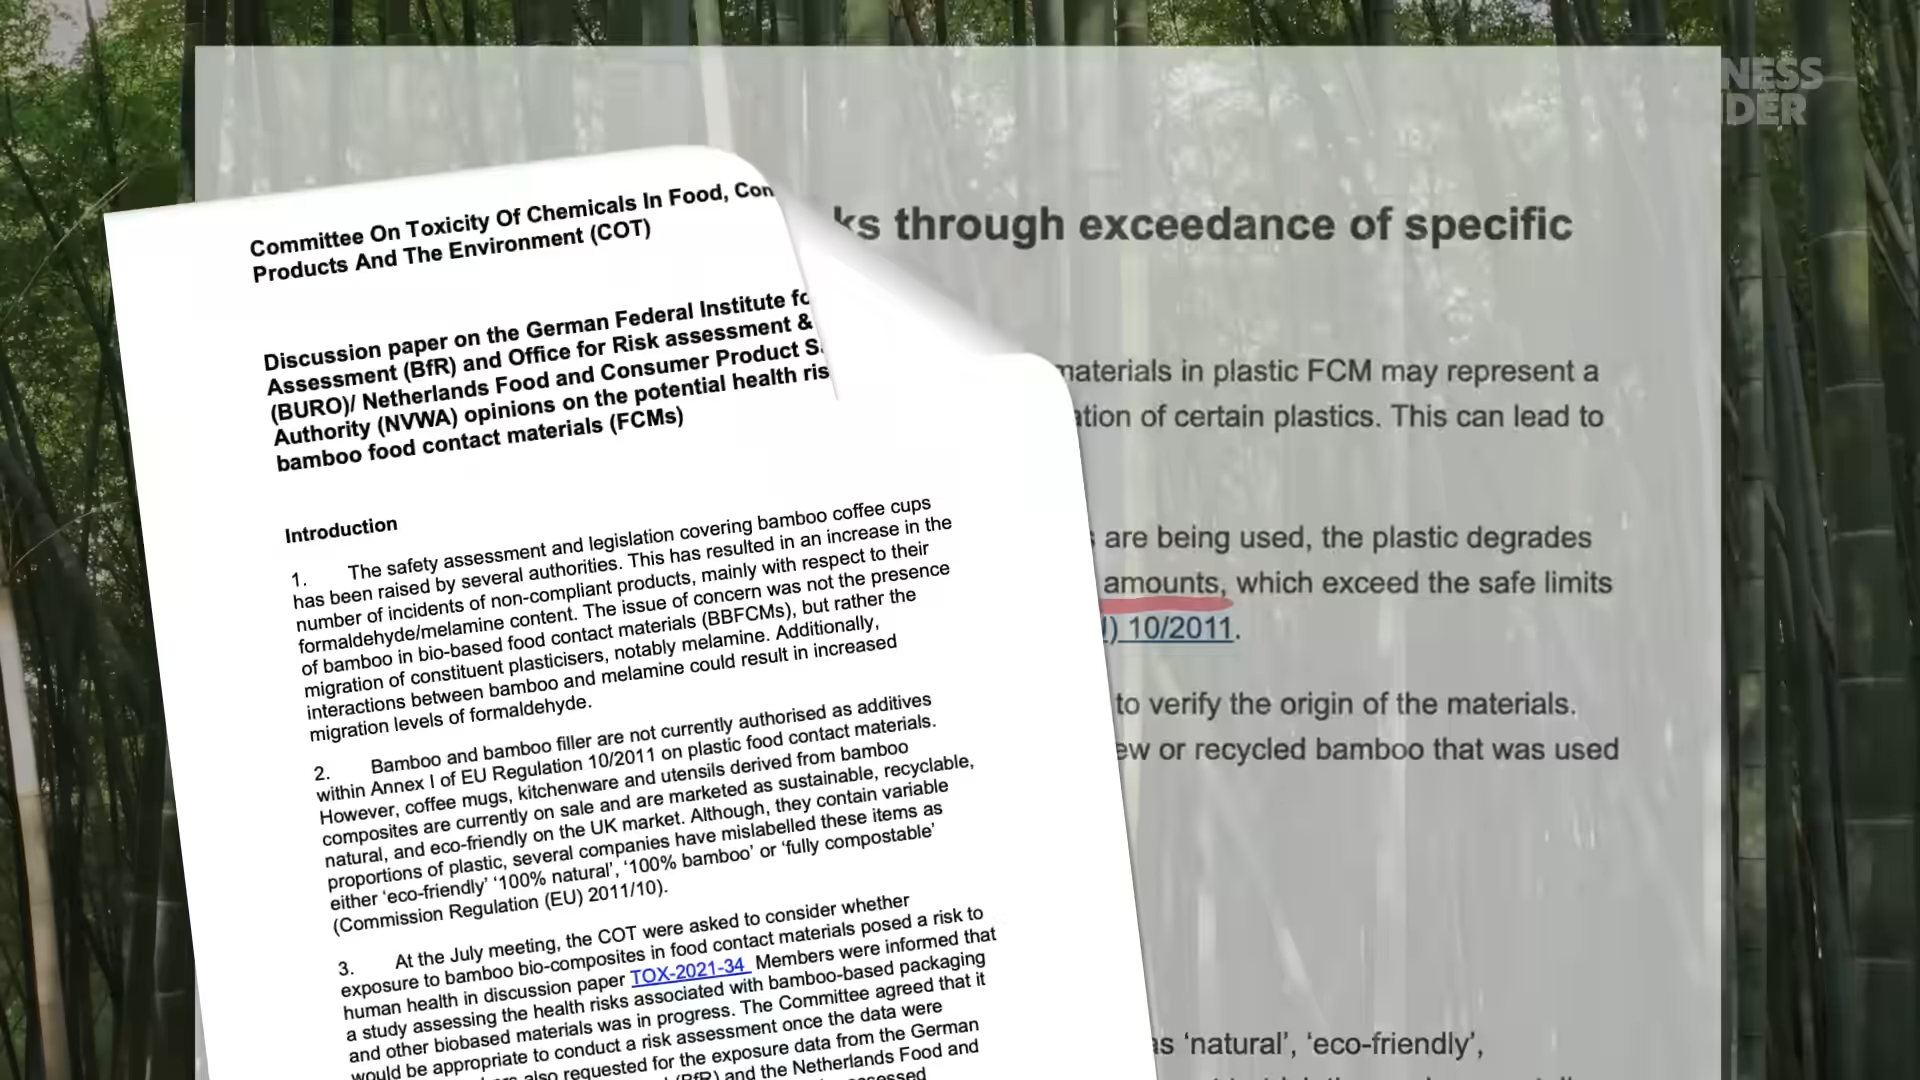 NESS
DER
Committee On Toxicity Of Chemicals In Food, Con
Products And The Environment (COT)
Discussion paper on the German Federal Institute fo
Assessment (BfR) and Office for Risk assessment &
(BURO)/ Netherlands Food and Consumer Product S
Authority (NVWA) opinions on the potential health ris
bamboo food contact materials (FCMs)
Introduction
1. The safety assessment and legislation covering bamboo coffee cups
has been raised by several authorities. This has resulted in an increase in the
number of incidents of non-compliant products, mainly with respect to their
formaldehyde/melamine content. The issue of concern was not the presence
of bamboo in bio-based food contact materials (BBFCMs), but rather the
migration of constituent plasticisers, notably melamine. Additionally,
interactions between bamboo and melamine could result in increased
migration levels of formaldehyde.
2. Bamboo and bamboo filler are not currently authorised as additives
within Annex I of EU Regulation 10/2011 on plastic food contact materials.
However, coffee mugs, kitchenware and utensils derived from bamboo
composites are currently on sale and are marketed as sustainable, recyclable,
natural, and eco-friendly on the UK market. Although, they contain variable
proportions of plastic, several companies have mislabelled these items as
either ‘eco-friendly’ ‘100% natural’, ‘100% bamboo’ or ‘fully compostable’
(Commission Regulation (EU) 2011/10).
3. At the July meeting, the COT were asked to consider whether
exposure to bamboo bio-composites in food contact materials posed a risk to
human health in discussion paper TOX-2021-34 Members were informed that
a study assessing the health risks associated with bamboo-based packaging
and other biobased materials was in progress. The Committee agreed that it
would be appropriate to conduct a risk assessment once the data were
also requested for the exposure data from the German
(BfR) and the Netherlands Food and
ssessed
ks through exceedance of specific
materials in plastic FCM may represent a
ation of certain plastics. This can lead to
are being used, the plastic degrades
amounts, which exceed the safe limits
) 10/2011.
to verify the origin of the materials.
ew or recycled bamboo that was used
as ‘natural’, ‘eco-friendly’,